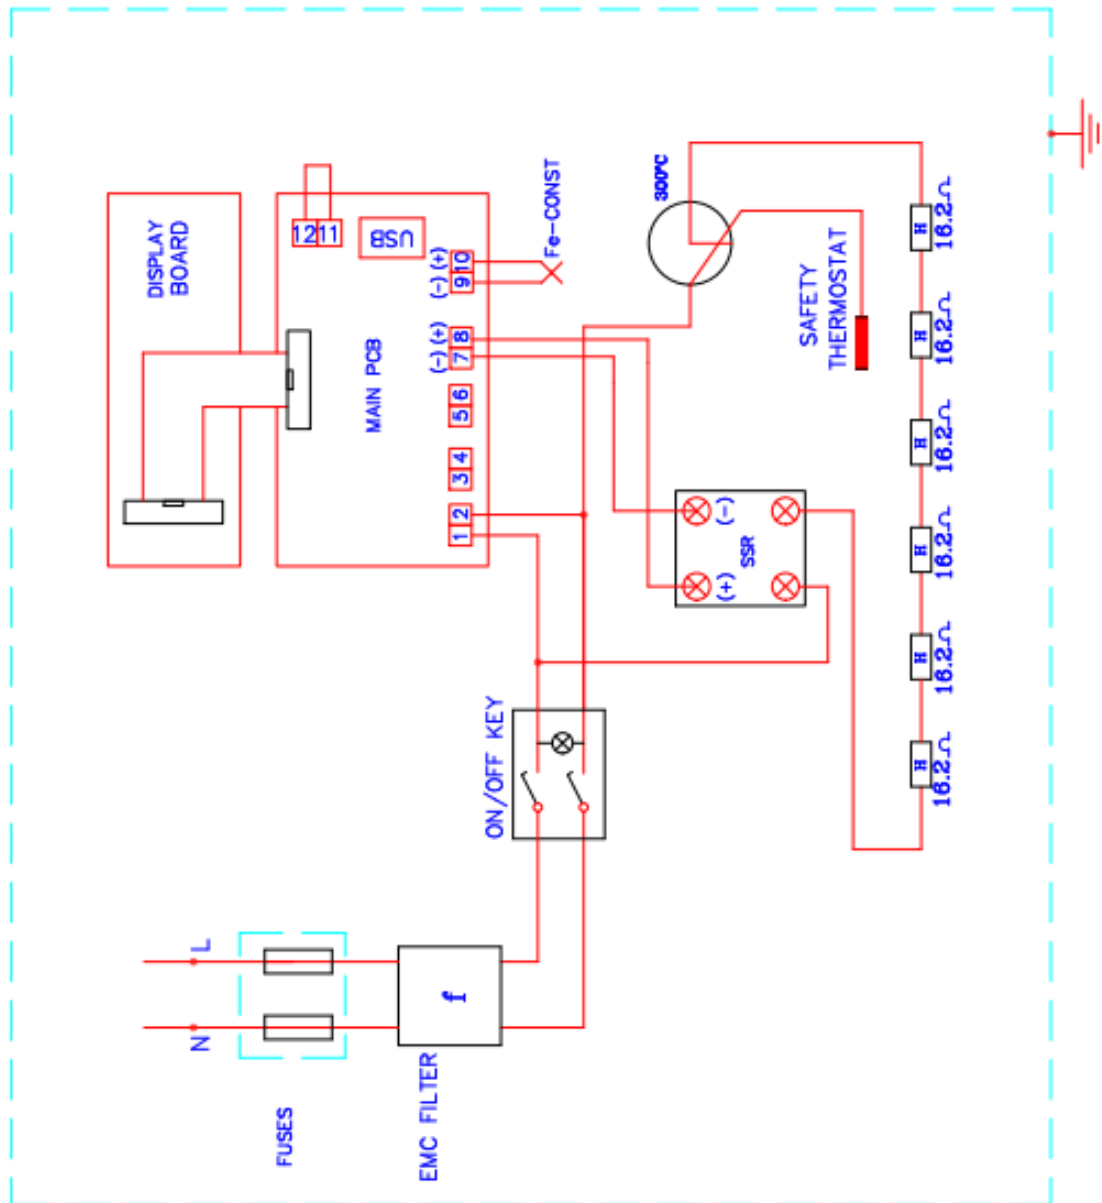 DISPLAY
BOARD
N
L
FUSES
12
11
USB
MAIN PCB
(-) (+)
(-) (+)
1 2
3 4
5 6
7 8
9 10
EMC FILTER
f
ON/OFF KEY
Fe-CONST
300°C
(+)
(-)
SSR
SAFETY
THERMOSTAT
H
H
H
H
H
H
16.2Ω
16.2Ω
16.2Ω
16.2Ω
16.2Ω
16.2Ω